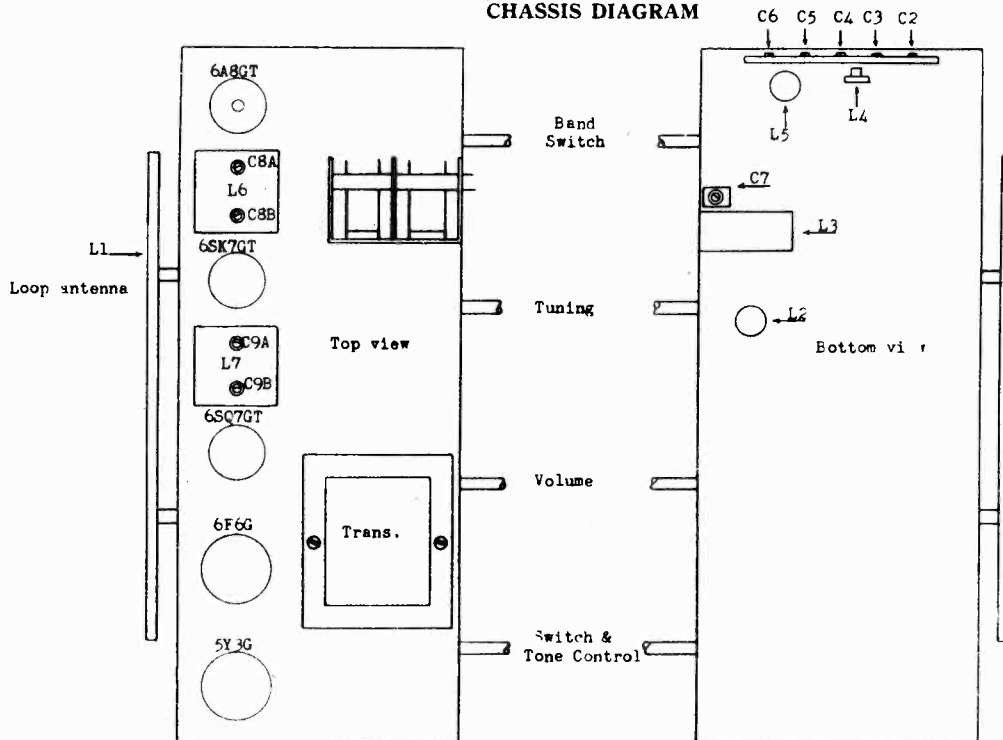 CHASSIS DIAGRAM
6A8GT
C8A
L6
C8B
6SK7GT
L1
Loop antenna
C9A
L7
C9B
6SQ7GT
6F6G
5Y3G
Top view
Trans.
Band
Switch
Tuning
Volume
Switch &
Tone Control
C6 C5 C4 C3 C2
L5
L4
C7
L3
L2
Bottom